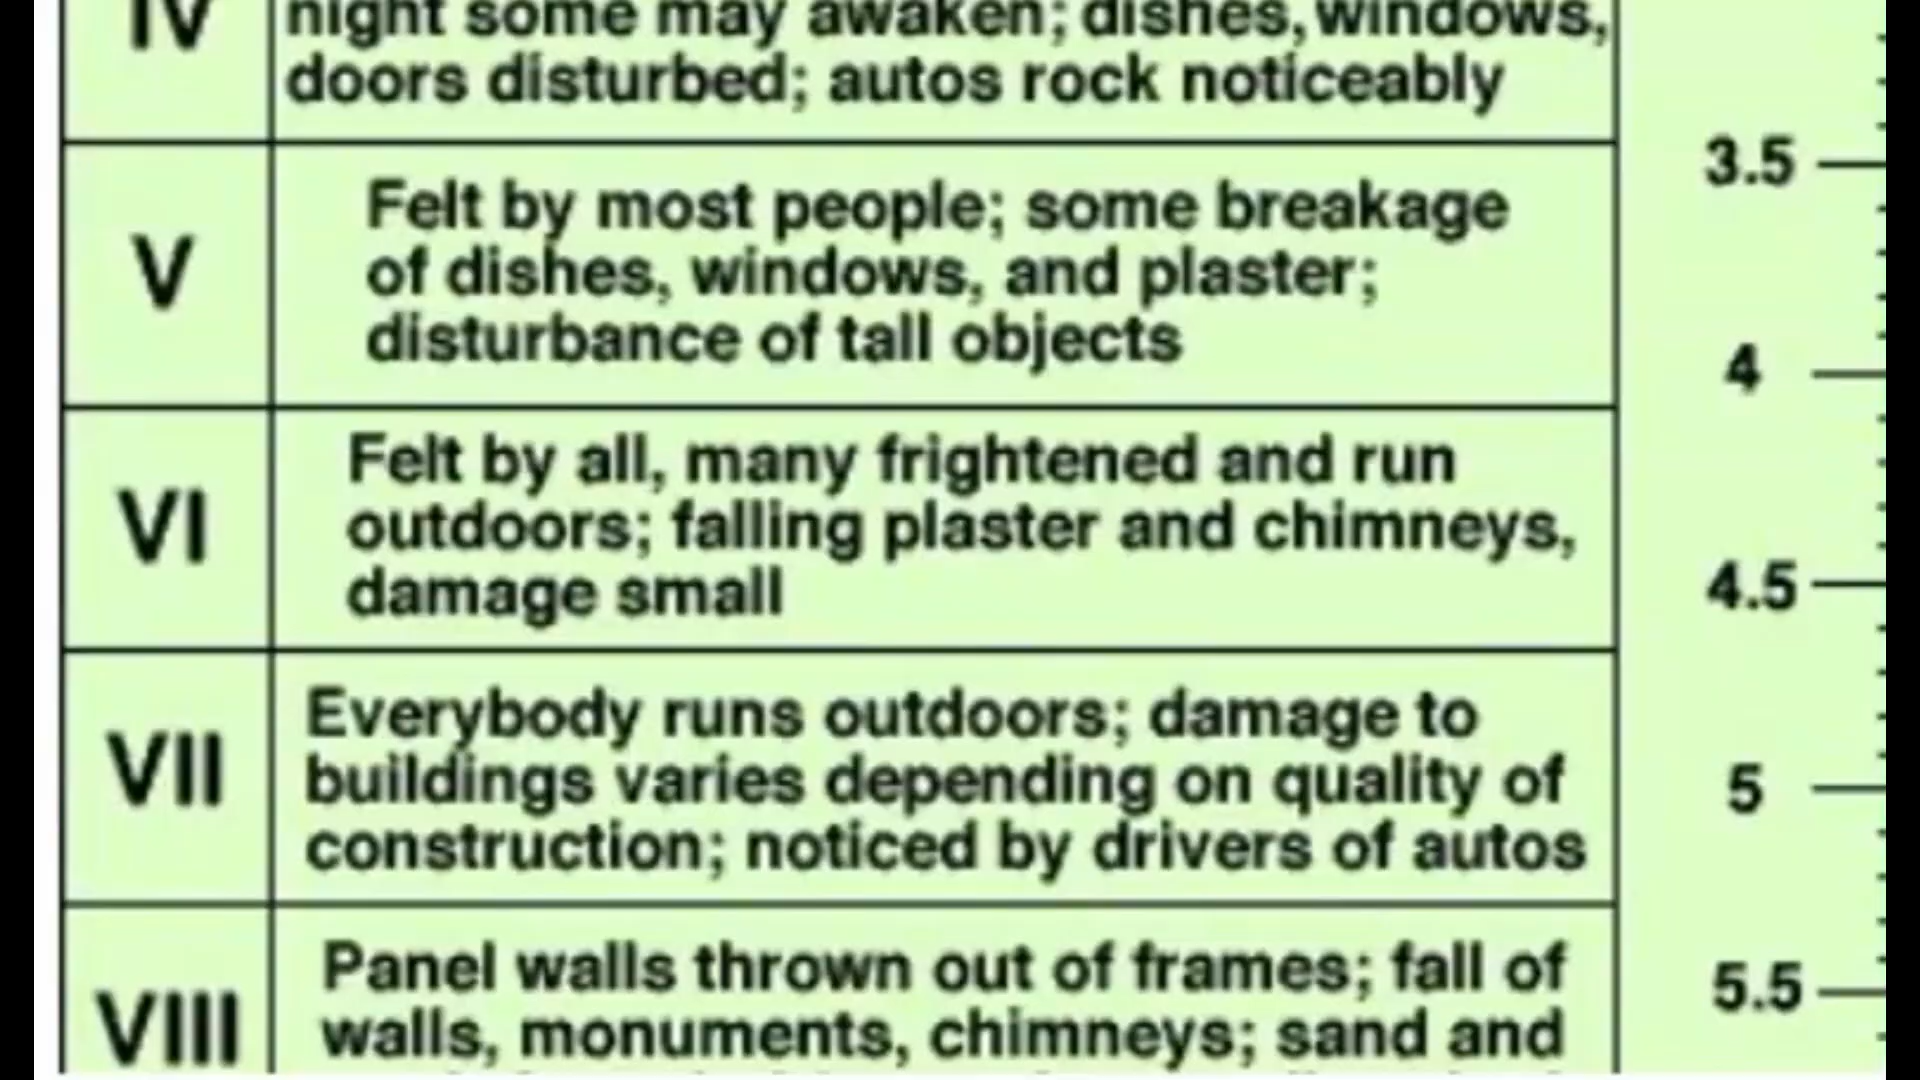 IV
night some may awaken; dishes, windows,
doors disturbed; autos rock noticeably
3.5
V
Felt by most people; some breakage
of dishes, windows, and plaster;
disturbance of tall objects
4
VI
Felt by all, many frightened and run
outdoors; falling plaster and chimneys,
damage small
4.5
VII
Everybody runs outdoors; damage to
buildings varies depending on quality of
construction; noticed by drivers of autos
5
VIII
Panel walls thrown out of frames; fall of
walls, monuments, chimneys; sand and
5.5